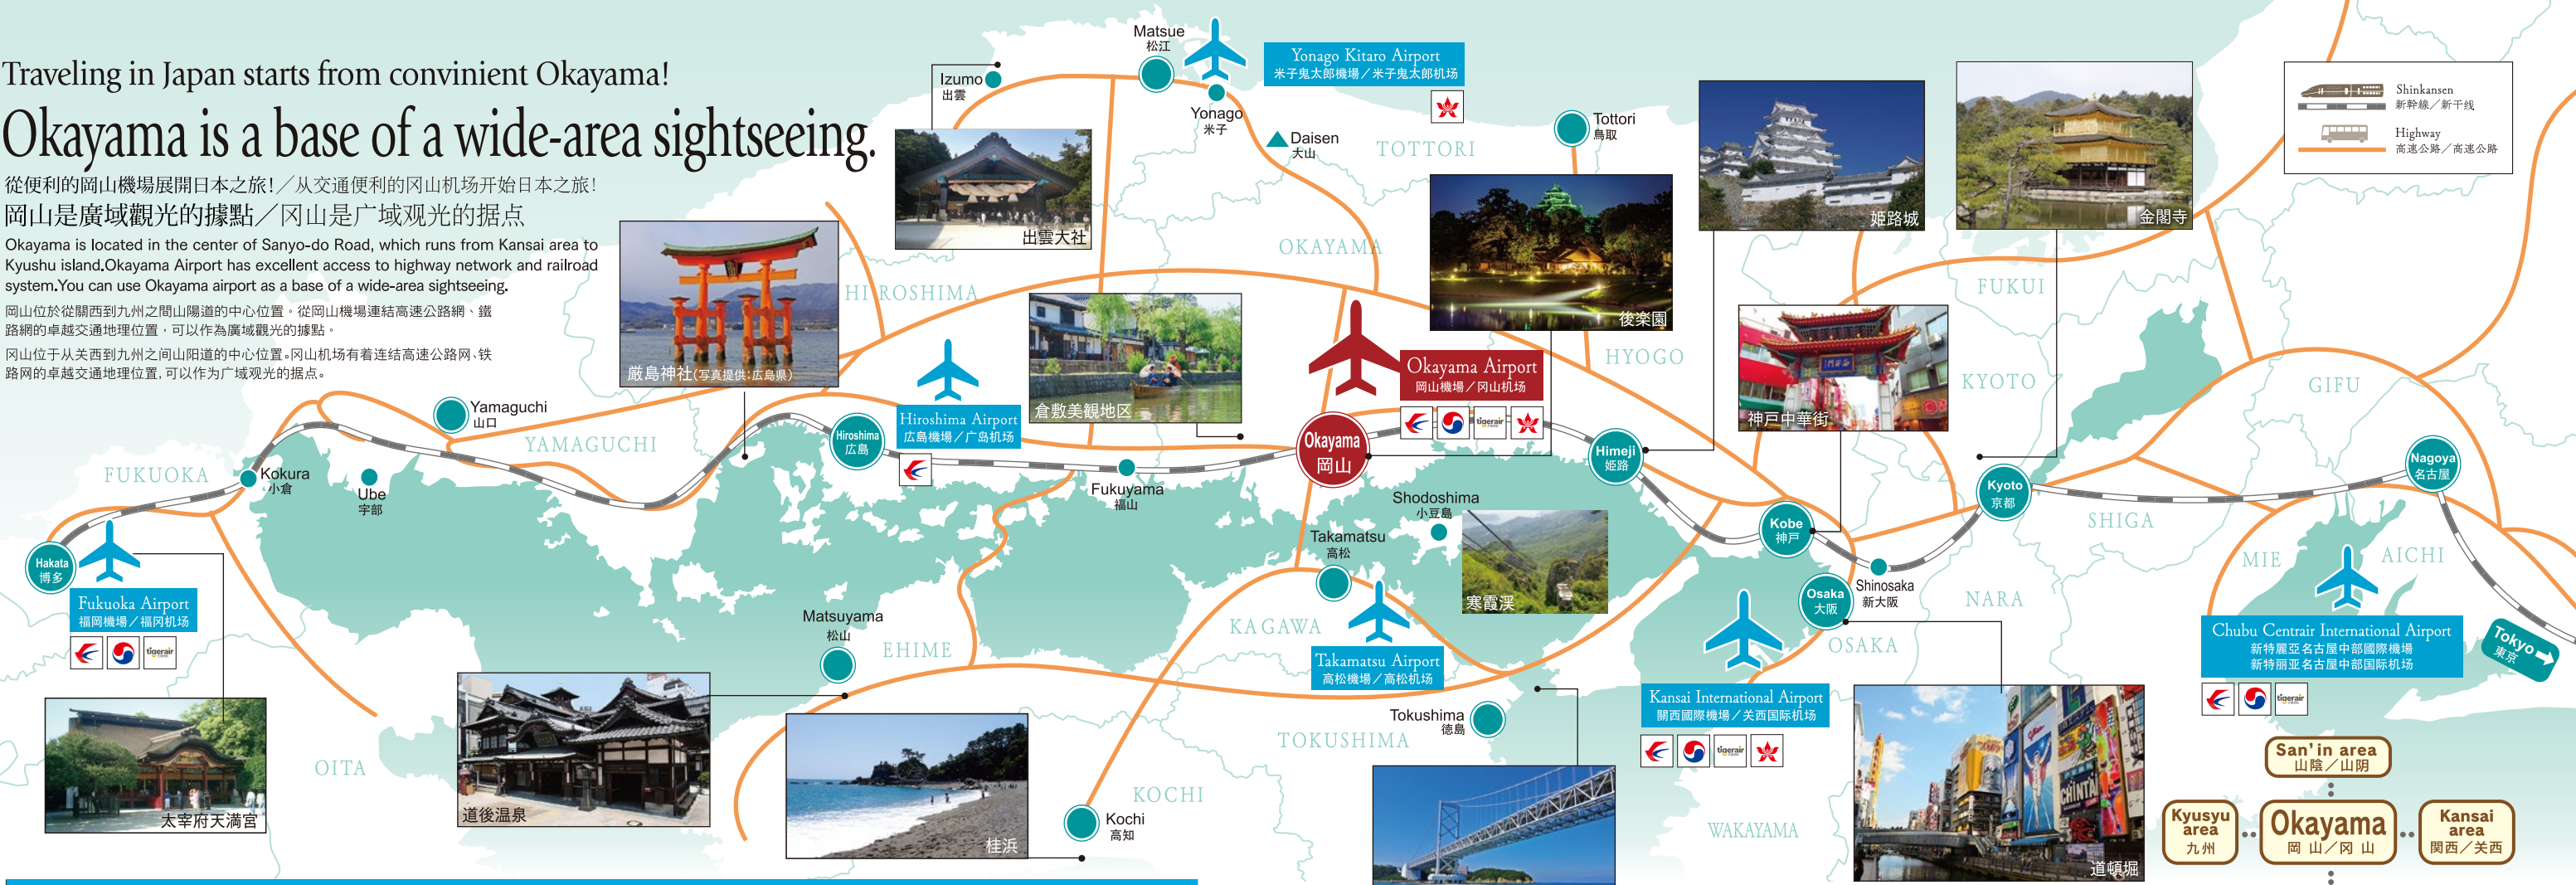 Traveling in Japan starts from convinient Okayama!
Okayama is a base of a wide-area sightseeing.
從便利的岡山機場展開日本之旅!／从交通便利的冈山机场开始日本之旅!
岡山是廣域觀光的據點／冈山是广域观光的据点
Okayama is located in the center of Sanyo-do Road, which runs from Kansai area to
Kyushu island.Okayama Airport has excellent access to highway network and railroad
system.You can use Okayama airport as a base of a wide-area sightseeing.
岡山位於從關西到九州之間山陽道的中心位置。從岡山機場連結高速公路網、鐵
路網的卓越交通地理位置，可以作為廣域觀光的據點。
冈山位于从关西到九州之间山阳道的中心位置。冈山机场有着连结高速公路网、铁
路网的卓越交通地理位置,可以作为广域观光的据点。
Matsue
松江
Yonago Kitaro Airport
米子鬼太郎機場／米子鬼太郎机场
Izumo
出雲
Yonago
米子
Daisen
大山
TOTTORI
Tottori
鳥取
Shinkansen
新幹線／新干线
Highway
高速公路／高速公路
出雲大社
姫路城
金閣寺
OKAYAMA
HIROSHIMA
FUKUI
後楽園
厳島神社(写真提供:広島県)
倉敷美観地区
Okayama Airport
岡山機場／冈山机场
tigerair
HYOGO
神戸中華街
KYOTO
GIFU
Hiroshima Airport
広島機場／广岛机场
Yamaguchi
山口
YAMAGUCHI
Hiroshima
広島
Okayama
岡山
Himeji
姫路
Nagoya
名古屋
FUKUOKA
Kokura
小倉
Ube
宇部
Fukuyama
福山
Shodoshima
小豆島
Kyoto
京都
SHIGA
Kobe
神戸
Takamatsu
高松
Hakata
博多
MIE
AICHI
Fukuoka Airport
福岡機場／福冈机场
tigerair
寒霞渓
Shinosaka
新大阪
Osaka
大阪
NARA
Matsuyama
松山
EHIME
KAGAWA
Takamatsu Airport
高松機場／高松机场
OSAKA
Chubu Centrair International Airport
新特麗亞名古屋中部國際機場
新特丽亚名古屋中部国际机场
tigerair
Tokyo
東京
Kansai International Airport
關西國際機場／关西国际机场
tigerair
Tokushima
徳島
TOKUSHIMA
OITA
太宰府天満宮
道後温泉
桂浜
KOCHI
Kochi
高知
WAKAYAMA
道頓堀
San'in area
山陰／山阴
Kyusyu
area
九州
Okayama
岡 山／冈 山
Kansai
area
関西／关西